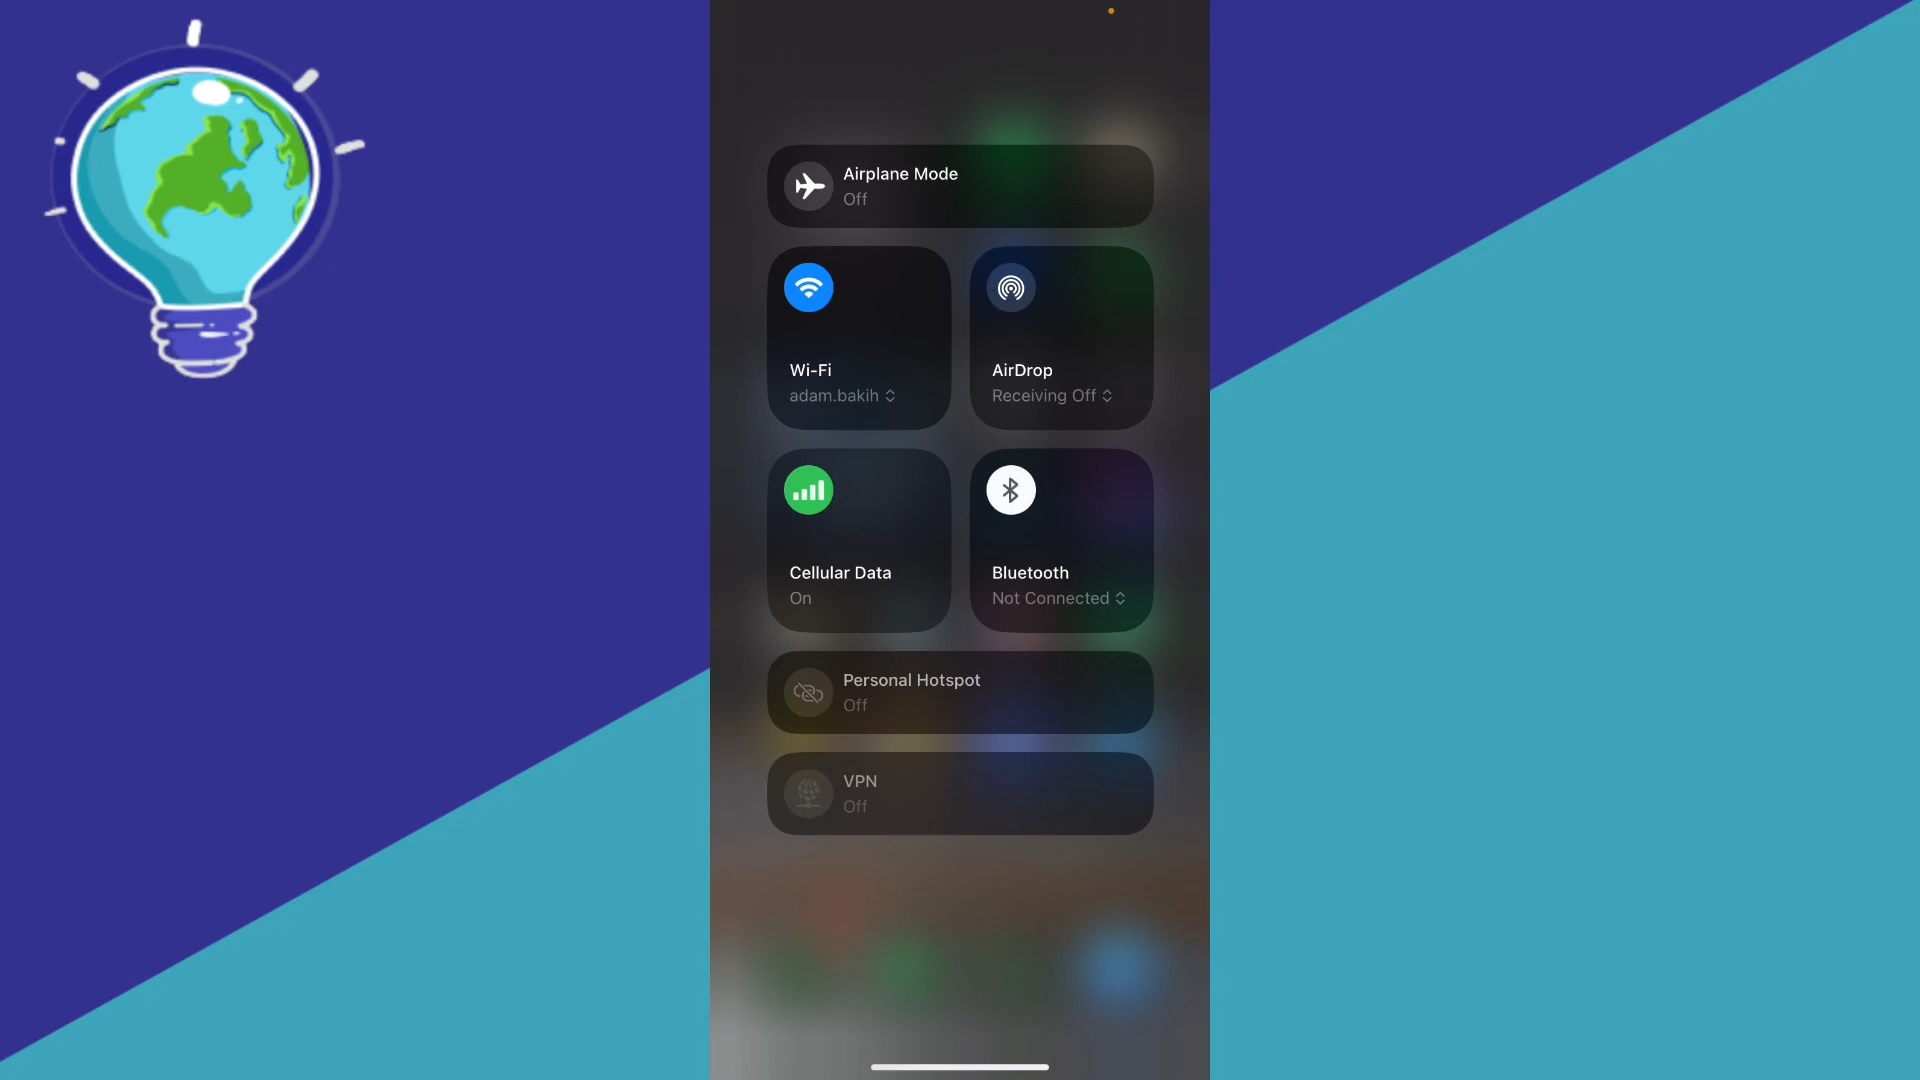 Airplane Mode
Off
Wi-Fi
adam.bakih
AirDrop
Receiving Off
Cellular Data
On
Bluetooth
Not Connected
Personal Hotspot
Off
VPN
Off